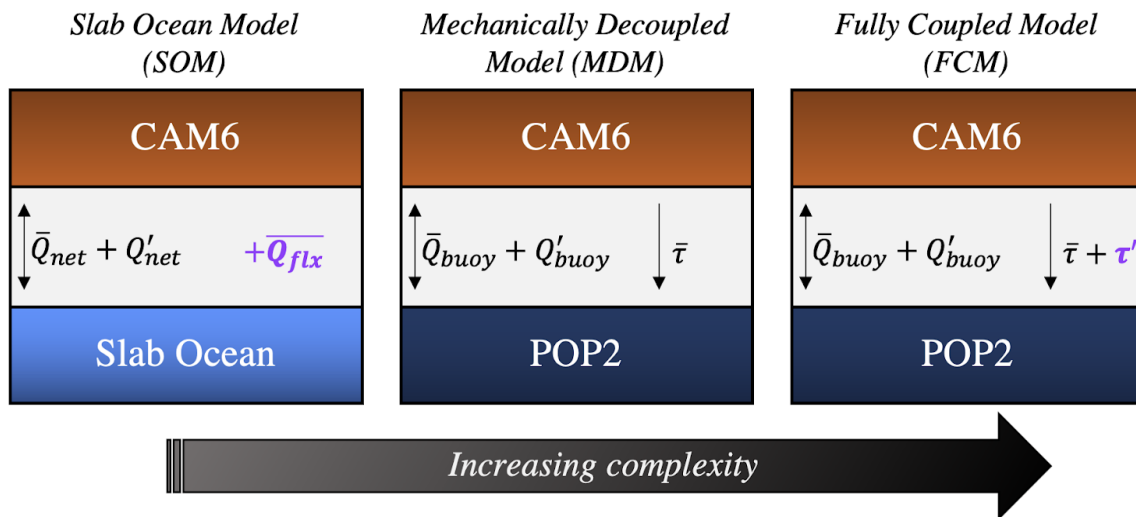 Slab Ocean Model
(SOM)
CAM6
Q̄net + Q′net +Q̅f̅l̅x̅
Slab Ocean
Mechanically Decoupled
Model (MDM)
CAM6
Q̄buoy + Q′buoy τ̄
POP2
Fully Coupled Model
(FCM)
CAM6
Q̄buoy + Q′buoy τ̄ + τ′
POP2
Increasing complexity